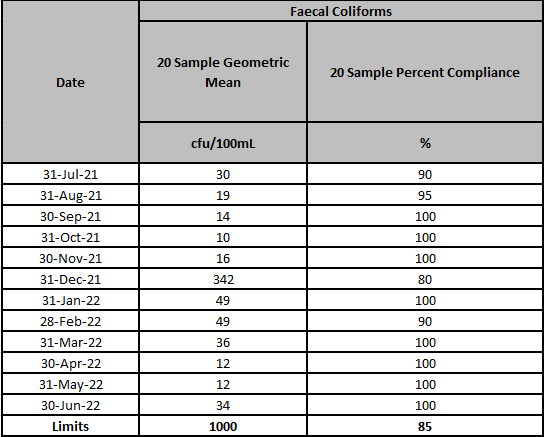 Date Faecal Coliforms
20 Sample Geometric Mean 20 Sample Percent Compliance
cfu/100mL %
31-Jul-21 30 90
31-Aug-21 19 95
30-Sep-21 14 100
31-Oct-21 10 100
30-Nov-21 16 100
31-Dec-21 342 80
31-Jan-22 49 100
28-Feb-22 49 90
31-Mar-22 36 100
30-Apr-22 12 100
31-May-22 12 100
30-Jun-22 34 100
Limits 1000 85